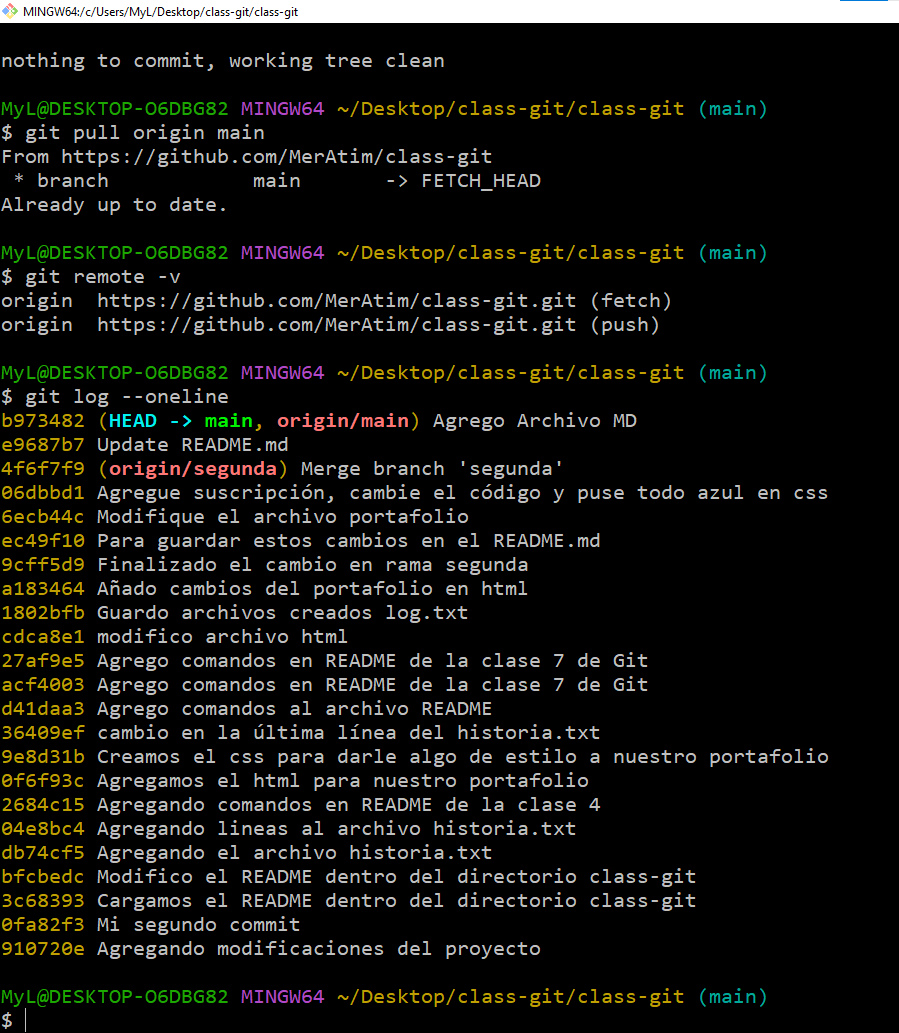 MINGW64:/c/Users/MyL/Desktop/class-git/class-git
nothing to commit, working tree clean
MyL@DESKTOP-O6DBG82 MINGW64 ~/Desktop/class-git/class-git (main)
$ git pull origin main
From https://github.com/MerAtim/class-git
 * branch            main       -> FETCH_HEAD
Already up to date.
MyL@DESKTOP-O6DBG82 MINGW64 ~/Desktop/class-git/class-git (main)
$ git remote -v
origin  https://github.com/MerAtim/class-git.git (fetch)
origin  https://github.com/MerAtim/class-git.git (push)
MyL@DESKTOP-O6DBG82 MINGW64 ~/Desktop/class-git/class-git (main)
$ git log --oneline
b973482 (HEAD -> main, origin/main) Agrego Archivo MD
e9687b7 Update README.md
4f6f7f9 (origin/segunda) Merge branch 'segunda'
06dbbd1 Agregue suscripción, cambie el código y puse todo azul en css
6ecb44c Modifique el archivo portafolio
ec49f10 Para guardar estos cambios en el README.md
9cff5d9 Finalizado el cambio en rama segunda
a183464 Añado cambios del portafolio en html
1802bfb Guardo archivos creados log.txt
cdca8e1 modifico archivo html
27af9e5 Agrego comandos en README de la clase 7 de Git
acf4003 Agrego comandos en README de la clase 7 de Git
d41daa3 Agrego comandos al archivo README
36409ef cambio en la última línea del historia.txt
9e8d31b Creamos el css para darle algo de estilo a nuestro portafolio
0f6f93c Agregamos el html para nuestro portafolio
2684c15 Agregando comandos en README de la clase 4
04e8bc4 Agregando lineas al archivo historia.txt
db74cf5 Agregando el archivo historia.txt
bfcbedc Modifico el README dentro del directorio class-git
3c68393 Cargamos el README dentro del directorio class-git
0fa82f3 Mi segundo commit
910720e Agregando modificaciones del proyecto
MyL@DESKTOP-O6DBG82 MINGW64 ~/Desktop/class-git/class-git (main)
$